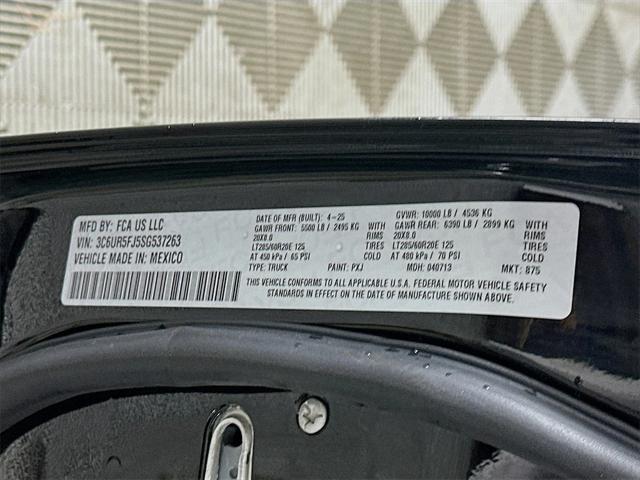 MFD BY: FCA US LLC
VIN: 3C6UR5FJ5SG537263
VEHICLE MADE IN: MEXICO
DATE OF MFR (BUILT): 4-25
GAWR FRONT: 5500 LB / 2495 KG WITH
20X8.0 RIMS
LT285/60R20E 125 TIRES
AT 450 kPa / 65 PSI COLD
TYPE: TRUCK PAINT: PXJ
GVWR: 10000 LB / 4536 KG
GAWR REAR: 6390 LB / 2899 KG WITH
20X8.0 RIMS
LT285/60R20E 125 TIRES
AT 480 kPa / 70 PSI COLD
MDH: 040713 MKT: 875
THIS VEHICLE CONFORMS TO ALL APPLICABLE U.S.A. FEDERAL MOTOR VEHICLE SAFETY
STANDARDS IN EFFECT ON THE DATE OF MANUFACTURE SHOWN ABOVE.